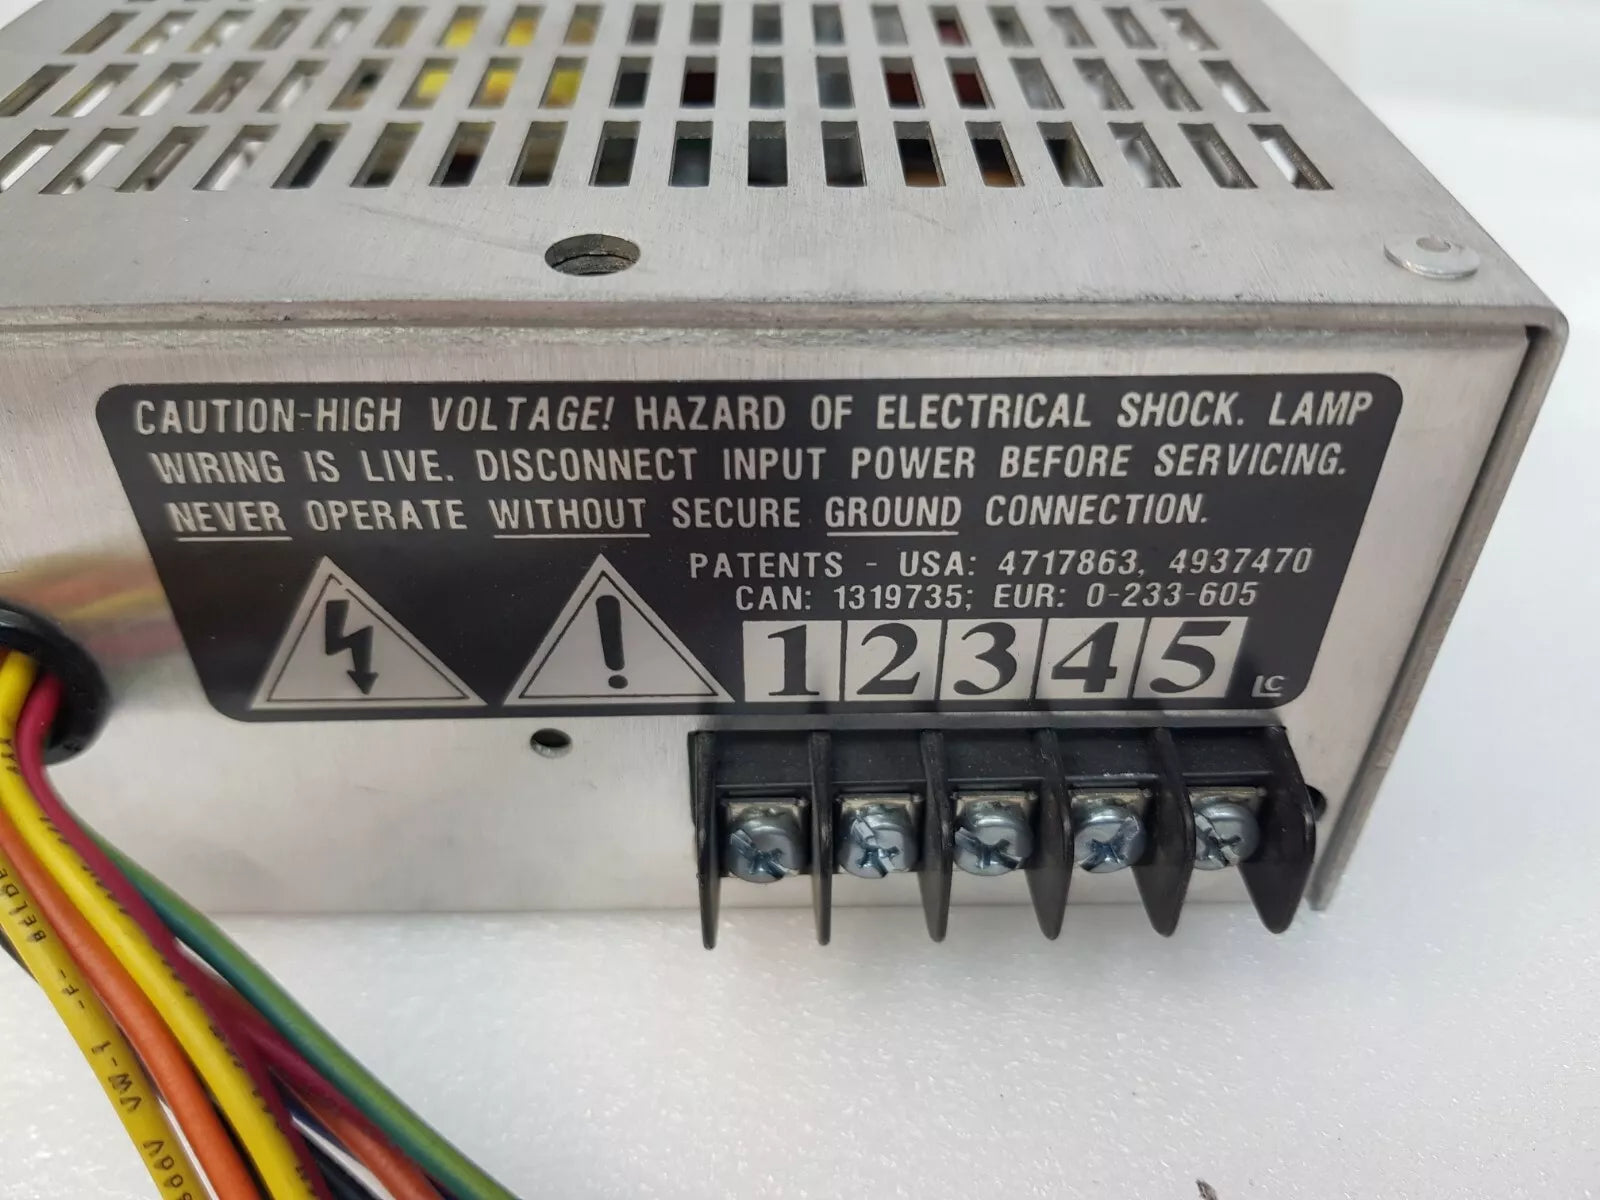 CAUTION-HIGH VOLTAGE! HAZARD OF ELECTRICAL SHOCK. LAMP
WIRING IS LIVE. DISCONNECT INPUT POWER BEFORE SERVICING.
NEVER OPERATE WITHOUT SECURE GROUND CONNECTION.
PATENTS - USA: 4717863, 4937470
CAN: 1319735; EUR: 0-233-605
1 2 3 4 5
LC
-F- VW-1